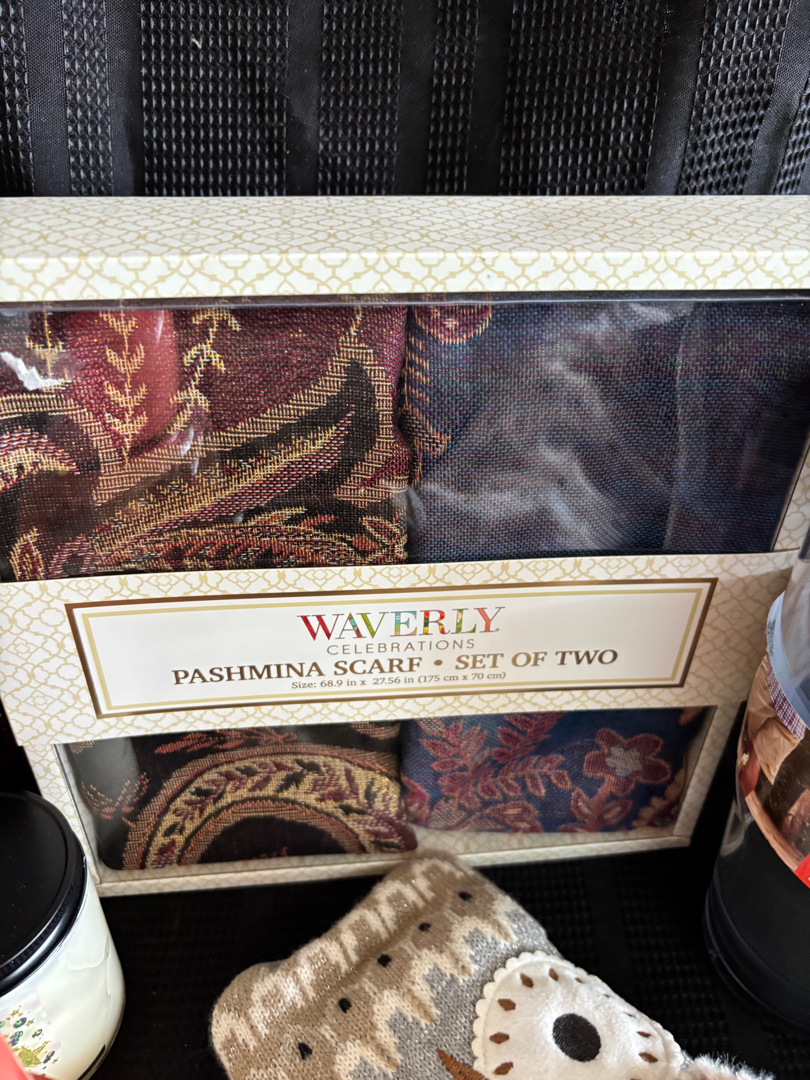 WAVERLY
CELEBRATIONS
PASHMINA SCARF • SET OF TWO
Size: 68.9 in x 27.56 in (175 cm x 70 cm)